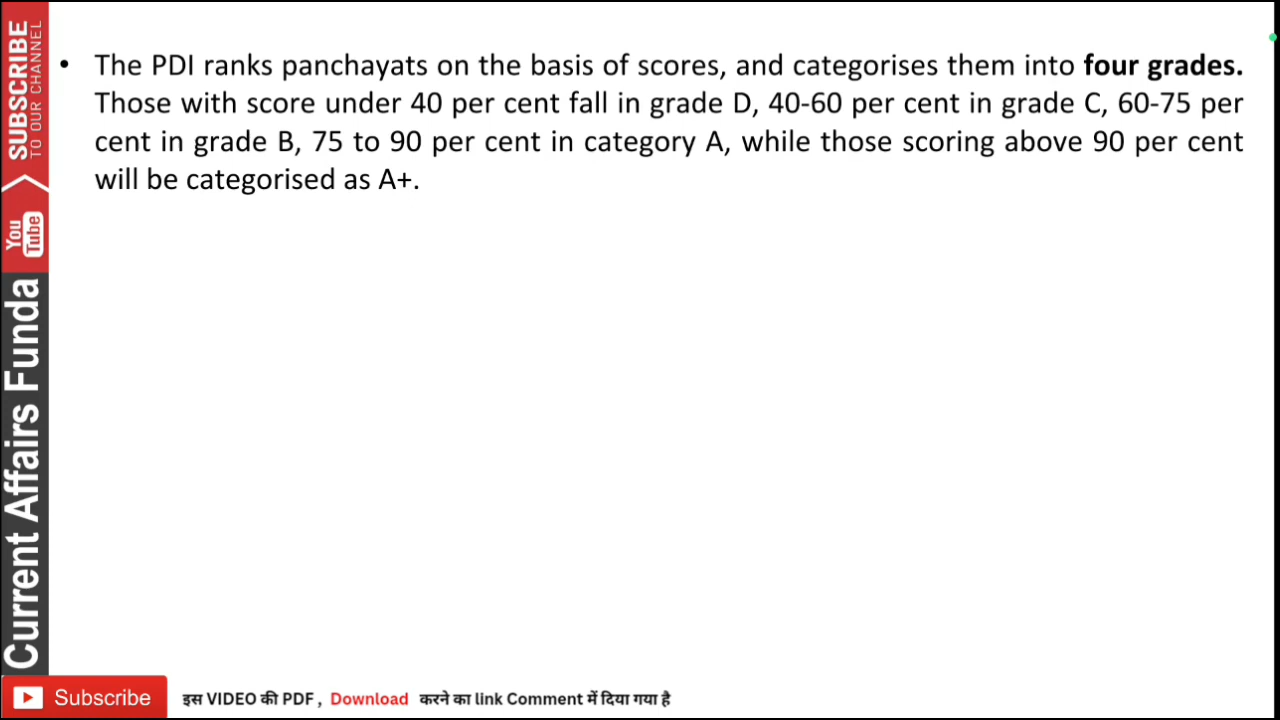 • The PDI ranks panchayats on the basis of scores, and categorises them into four grades.
Those with score under 40 per cent fall in grade D, 40-60 per cent in grade C, 60-75 per
cent in grade B, 75 to 90 per cent in category A, while those scoring above 90 per cent
will be categorised as A+.
SUBSCRIBE
TO OUR CHANNEL
You
Tube
Current Affairs Funda
Subscribe
इस VIDEO की PDF , Download करने का link Comment में दिया गया है